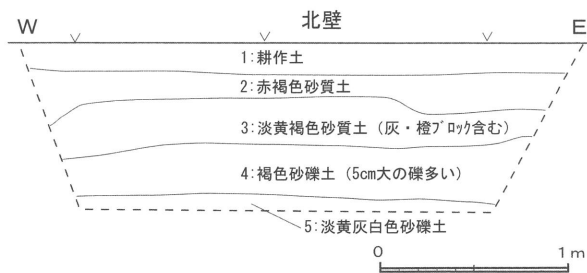 北壁
W E
1:耕作土
2:赤褐色砂質土
3:淡黄褐色砂質土(灰・橙ブロック含む)
4:褐色砂礫土(5cm大の礫多い)
5:淡黄灰白色砂礫土
0 1m